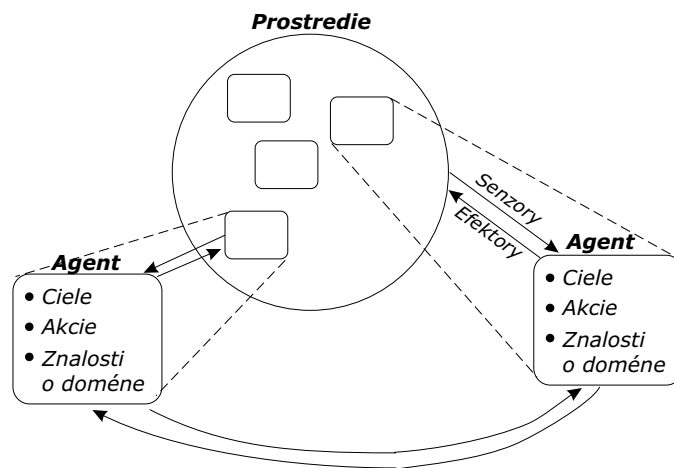 Prostredie
Senzory
Efektory
Agent
• Ciele
• Akcie
• Znalosti
o doméne
Agent
• Ciele
• Akcie
• Znalosti
o doméne